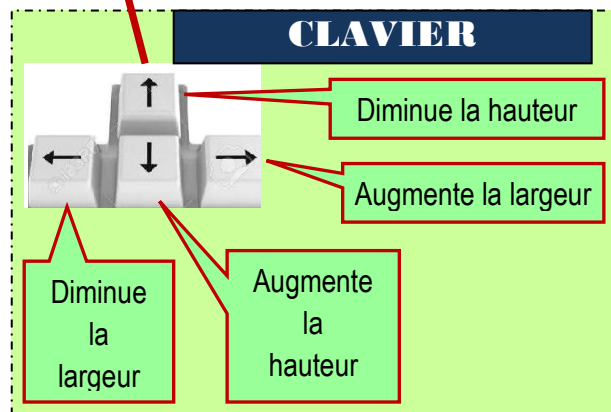 CLAVIER
Diminue la hauteur
Augmente la largeur
Diminue
la
largeur
Augmente
la
hauteur